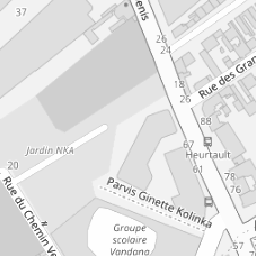 37
enis
26
24
18
26
Rue des Gran
88
Jardin NKA
67
Heurtault
61
78
76
20
Rue du Chemin Ve
Parvis Ginette Kolinka
Groupe
scolaire
Vandana